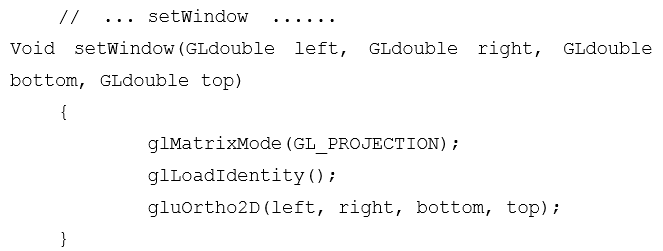 // ... setWindow ......
Void setWindow(GLdouble left, GLdouble right, GLdouble
bottom, GLdouble top)
{
glMatrixMode(GL_PROJECTION);
glLoadIdentity();
gluOrtho2D(left, right, bottom, top);
}